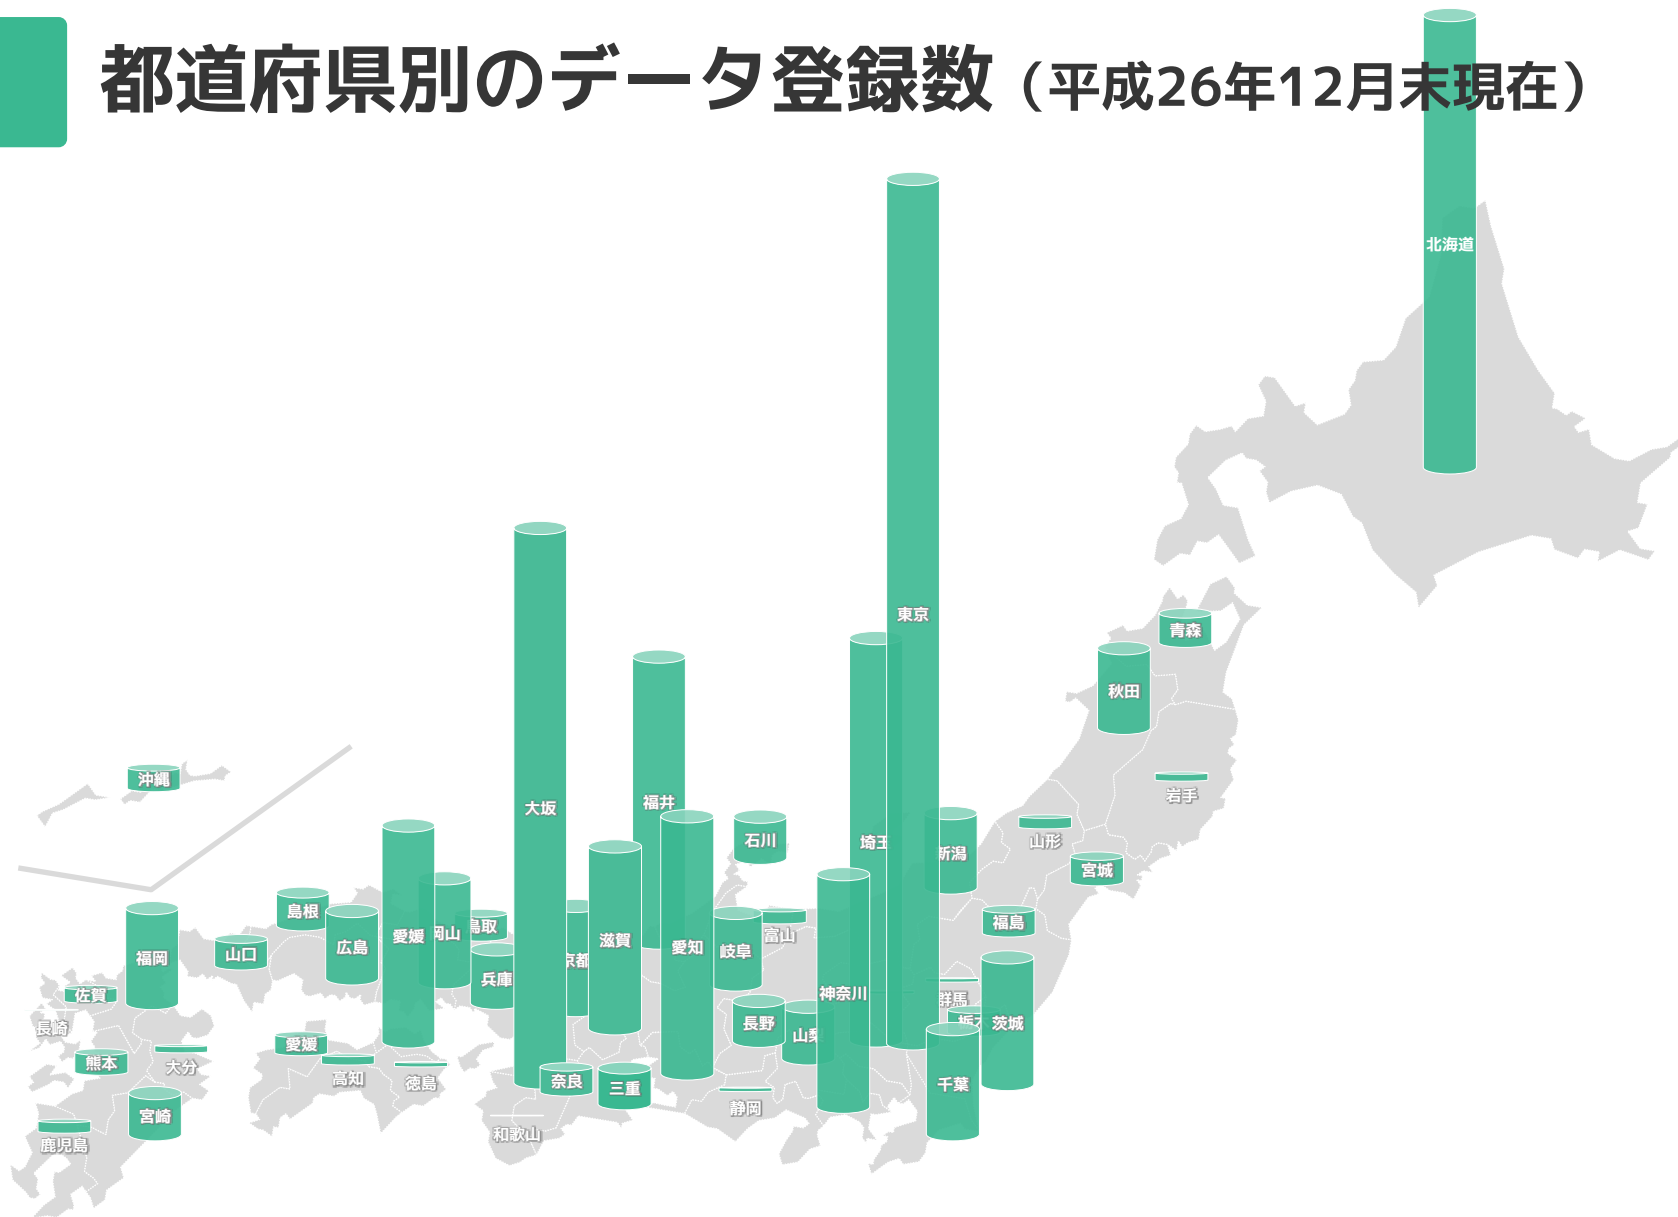 都道府県別のデータ登録数（平成26年12月末現在）
北海道
東京
青森
秋田
沖縄
岩手
大坂
福井
石川
埼玉
新潟
山形
宮城
島根
鳥取
福島
山口
広島
愛媛
岡山
滋賀
愛知
岐阜
富山
福岡
京都
兵庫
神奈川
佐賀
群馬
長崎
長野
山梨
栃木
茨城
熊本
大分
愛媛
高知
徳島
奈良
三重
千葉
宮崎
静岡
和歌山
鹿児島